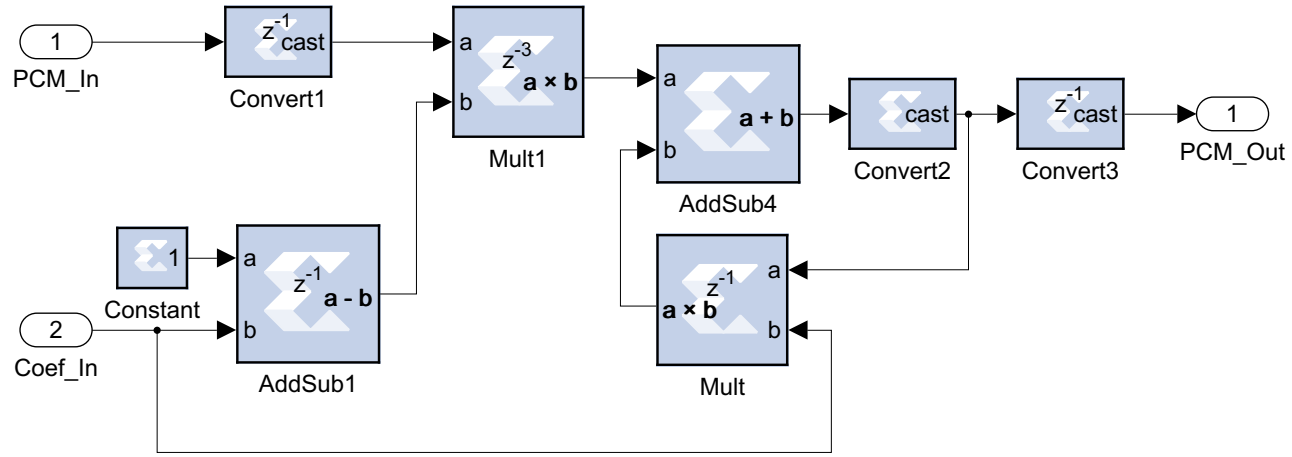 1
PCM_In
z-1
cast
Convert1
a
b
z-3
a × b
Mult1
a
b
a + b
AddSub4
cast
Convert2
z-1
cast
Convert3
1
PCM_Out
1
Constant
2
Coef_In
a
b
z-1
a - b
AddSub1
z-1
a × b
a
b
Mult